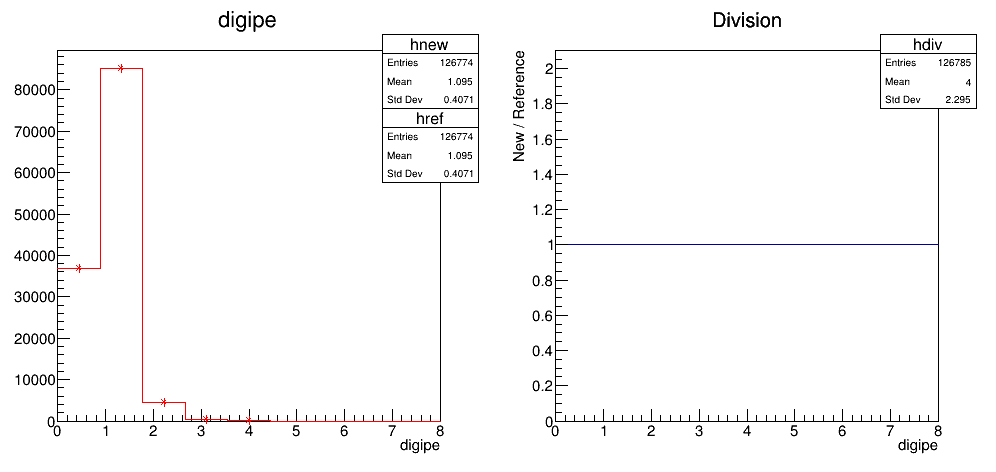 digipe
hnew
Entries 126774
Mean 1.095
Std Dev 0.4071
href
Entries 126774
Mean 1.095
Std Dev 0.4071
80000
70000
60000
50000
40000
30000
20000
10000
0
0 1 2 3 4 5 6 7 8
digipe
Division
hdiv
Entries 126785
Mean 4
Std Dev 2.295
New / Reference
2
1.8
1.6
1.4
1.2
1
0.8
0.6
0.4
0.2
0
0 1 2 3 4 5 6 7 8
digipe